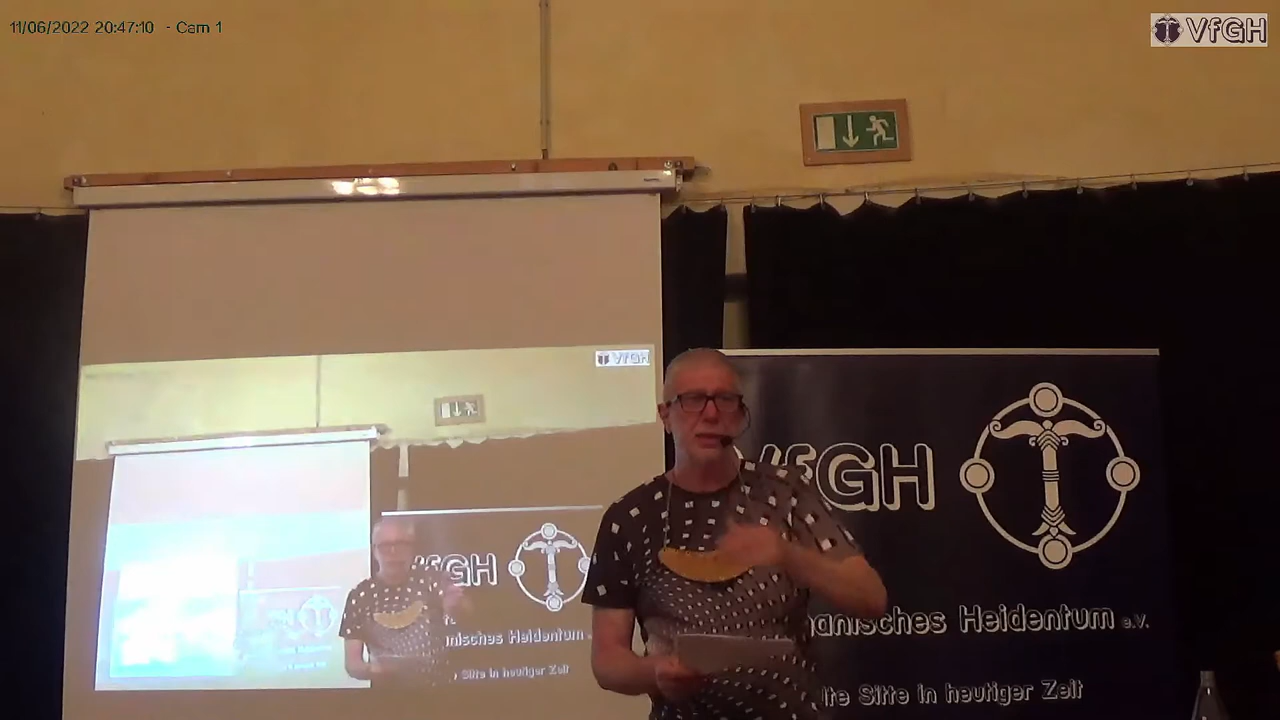 11/06/2022 20:47:10 - Cam 1
VfGH
VfGH
VfGH
anisches Heidentum e.V.
lte Sitte in heutiger Zeit
fGH
nisches Heidentum
Sitte in heutiger Zeit